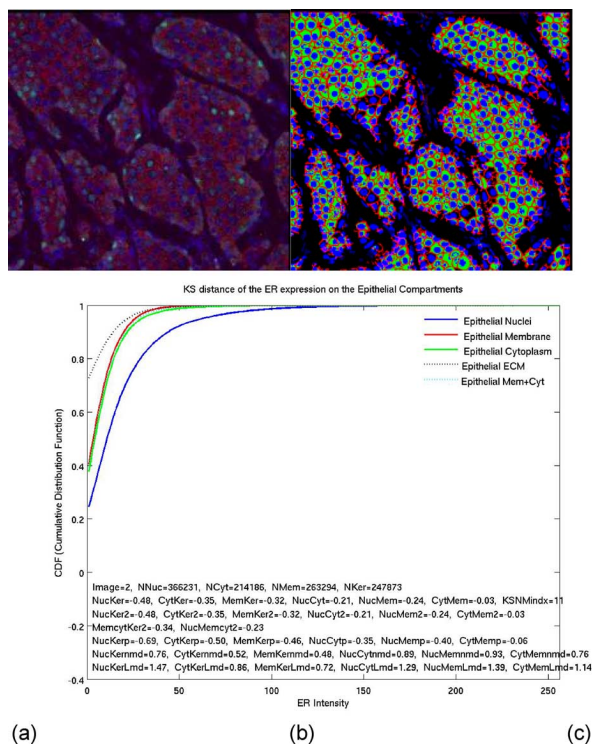 KS distance of the ER expression on the Epithelial Compartments
1
0.8
0.6
0.4
0.2
0
-0.2
-0.4
CDF (Cumulative Distribution Function)
Epithelial Nuclei
Epithelial Membrane
Epithelial Cytoplasm
Epithelial ECM
Epithelial Mem+Cyt
Image=2, NNuc=366231, NCyt=214186, NMem=263294, NKer=247873
NucKer=-0.48, CytKer=-0.35, MemKer=-0.32, NucCyt=-0.21, NucMem=-0.24, CytMem=-0.03, KSNMindx=11
NucKer2=-0.48, CytKer2=-0.35, MemKer2=-0.32, NucCyt2=-0.21, NucMem2=-0.24, CytMem2=-0.03
MemcytKer2=-0.34, NucMemcyt2=-0.23
NucKerp=-0.69, CytKerp=-0.50, MemKerp=-0.46, NucCytp=-0.35, NucMemp=-0.40, CytMemp=-0.06
NucKernmd=0.76, CytKernmd=0.52, MemKernmd=0.48, NucCytnmd=0.89, NucMemnmd=0.93, CytMemnmd=0.76
NucKerLmd=1.47, CytKerLmd=0.86, MemKerLmd=0.72, NucCytLmd=1.29, NucMemLmd=1.39, CytMemLmd=1.14
0 50 100 150 200 250
ER Intensity
(a) (b) (c)